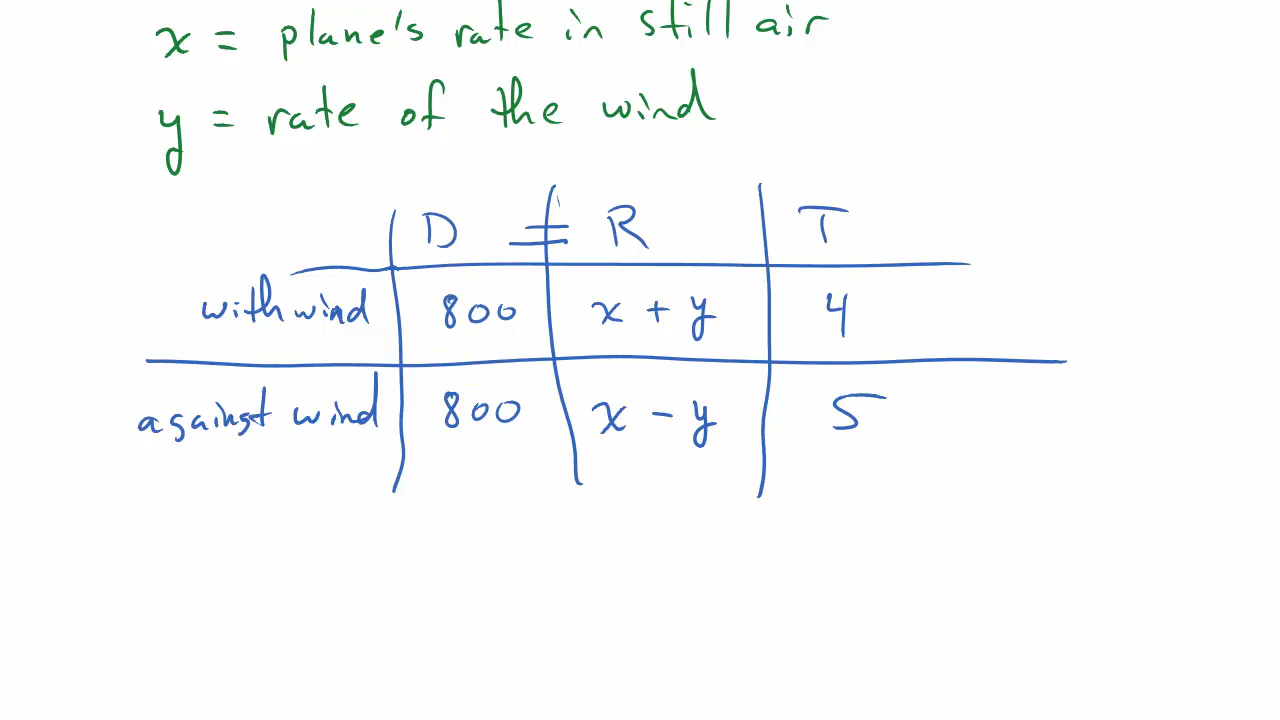 x = plane's rate in still air
y = rate of the wind
D = R T
with wind 800 x + y 4
against wind 800 x - y 5